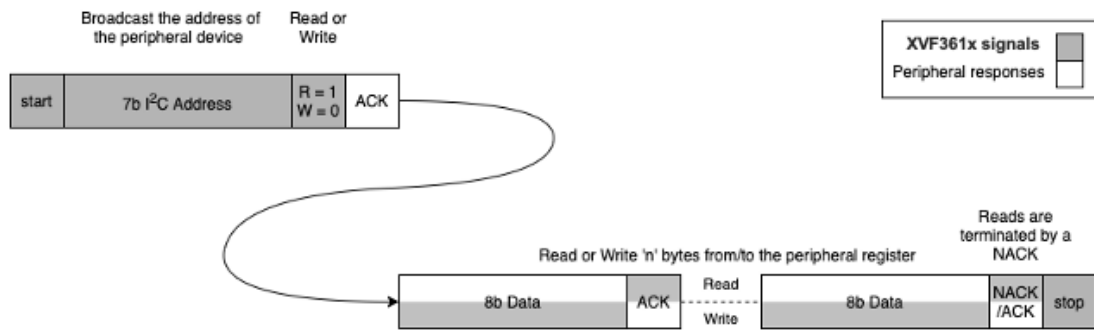 Broadcast the address of
the peripheral device
Read or
Write
XVF361x signals
Peripheral responses
start
7b I²C Address
R = 1
W = 0
ACK
Reads are
terminated by a
NACK
Read or Write 'n' bytes from/to the peripheral register
8b Data
ACK
Read
Write
8b Data
NACK
/ACK
stop